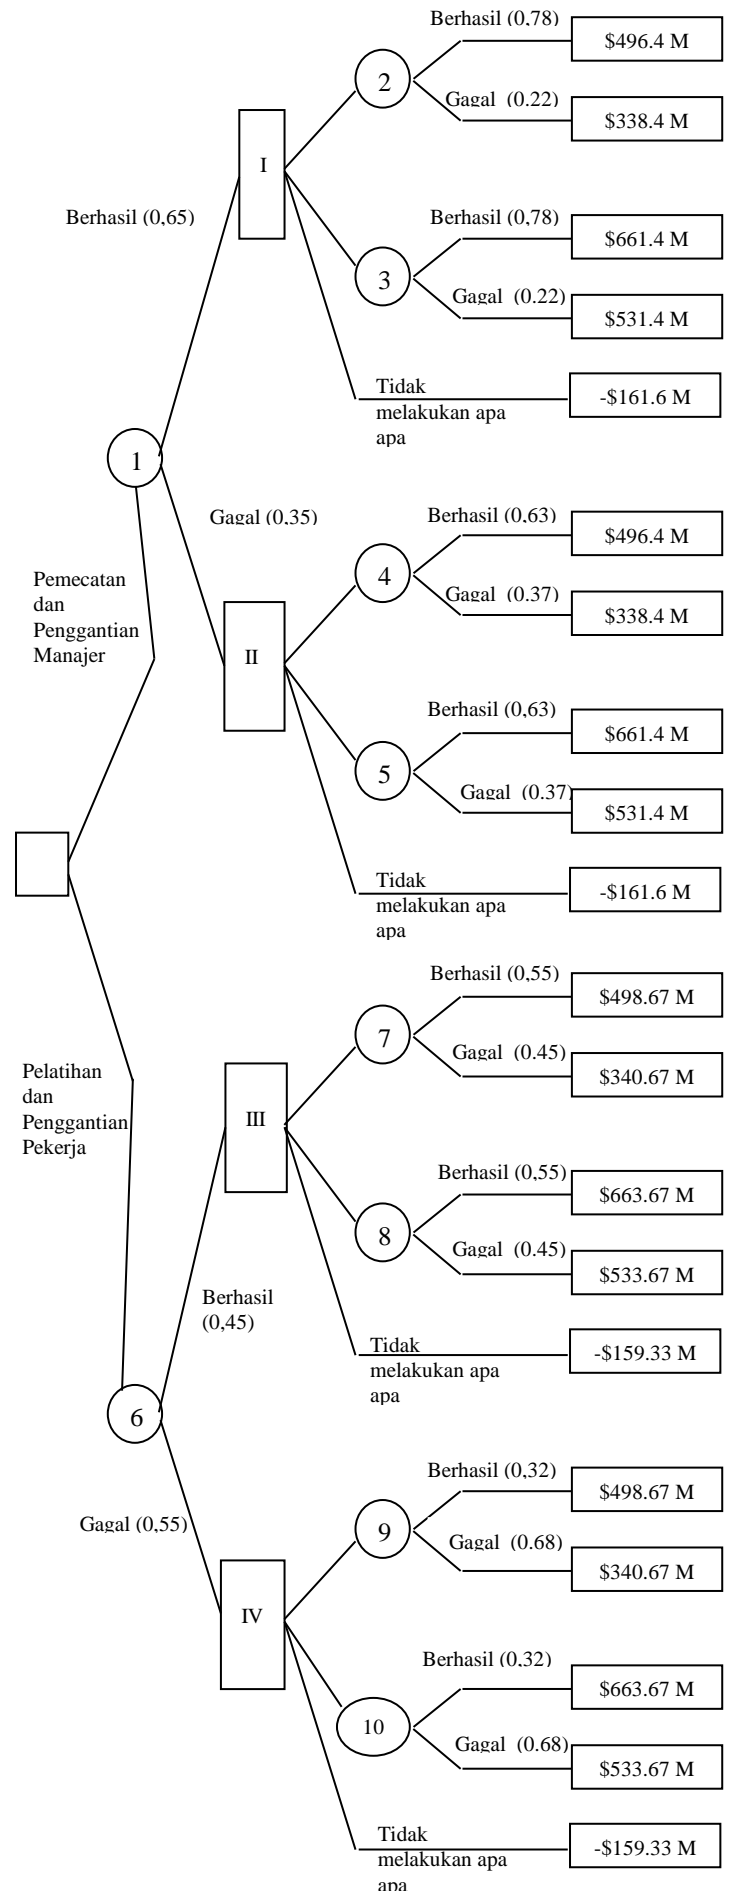 Berhasil (0,78)
$496.4 M
2
Gagal (0.22)
$338.4 M
I
Berhasil (0,65)
Berhasil (0,78)
$661.4 M
3
Gagal (0.22)
$531.4 M
Tidak
melakukan apa
apa
-$161.6 M
1
Gagal (0,35)
Berhasil (0,63)
$496.4 M
4
Gagal (0.37)
$338.4 M
Pemecatan
dan
Penggantian
Manajer
II
Berhasil (0,63)
$661.4 M
5
Gagal (0.37)
$531.4 M
Tidak
melakukan apa
apa
-$161.6 M
Berhasil (0,55)
$498.67 M
7
Gagal (0.45)
$340.67 M
Pelatihan
dan
Penggantian
Pekerja
III
Berhasil (0,55)
$663.67 M
8
Gagal (0.45)
$533.67 M
Berhasil
(0,45)
Tidak
melakukan apa
apa
-$159.33 M
6
Berhasil (0,32)
$498.67 M
Gagal (0,55)
9
Gagal (0.68)
$340.67 M
IV
Berhasil (0,32)
$663.67 M
10
Gagal (0.68)
$533.67 M
Tidak
melakukan apa
apa
-$159.33 M